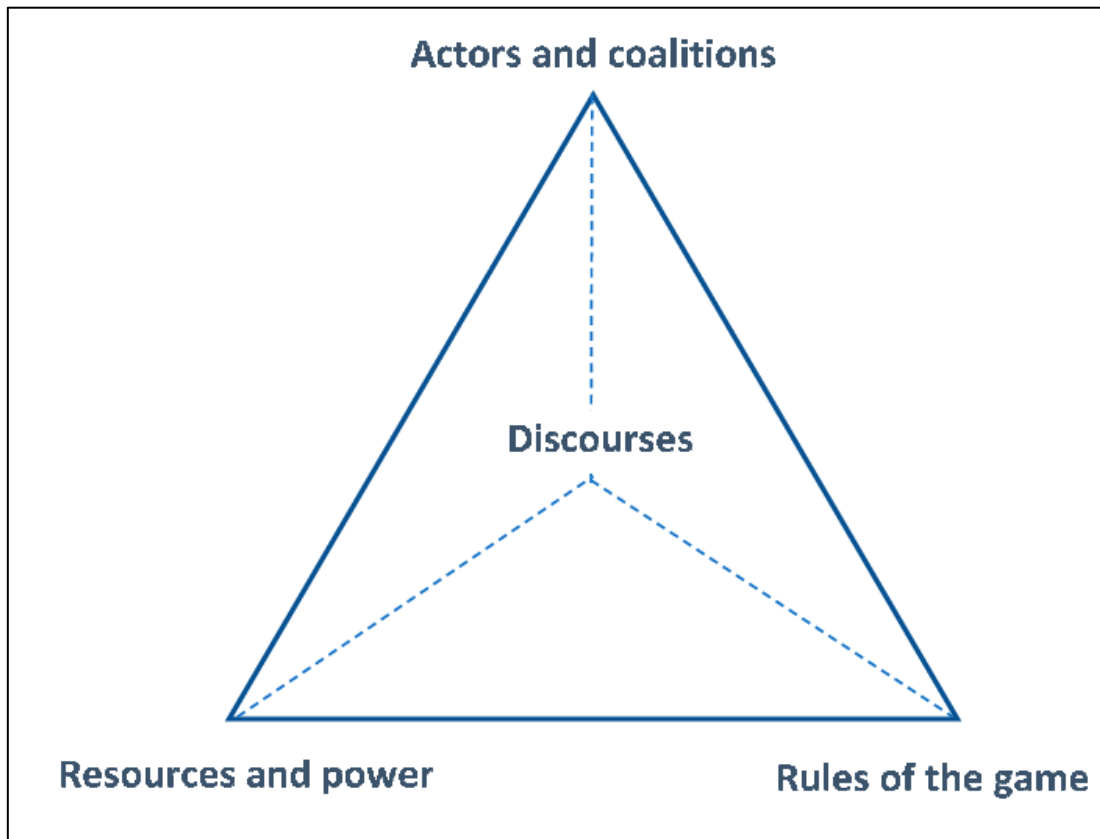 Actors and coalitions
Discourses
Resources and power
Rules of the game